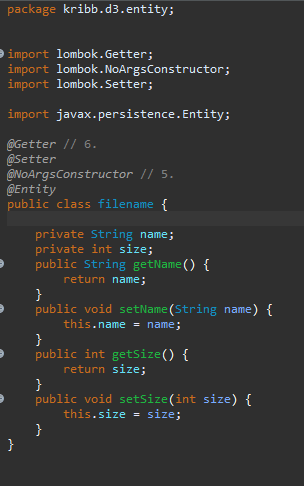 package kribb.d3.entity;
import lombok.Getter;
import lombok.NoArgsConstructor;
import lombok.Setter;
import javax.persistence.Entity;
@Getter // 6.
@Setter
@NoArgsConstructor // 5.
@Entity
public class filename {
private String name;
private int size;
public String getName() {
return name;
}
public void setName(String name) {
this.name = name;
}
public int getSize() {
return size;
}
public void setSize(int size) {
this.size = size;
}
}